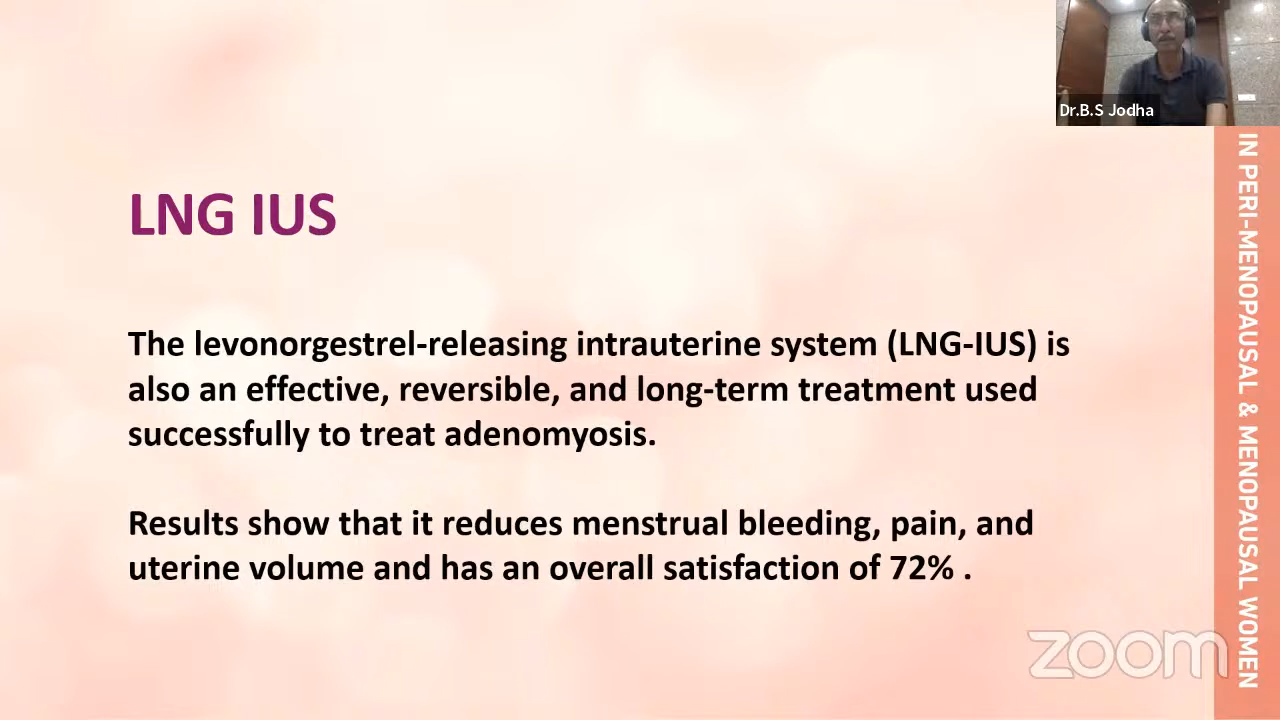 Dr.B.S Jodha
LNG IUS
The levonorgestrel-releasing intrauterine system (LNG-IUS) is
also an effective, reversible, and long-term treatment used
successfully to treat adenomyosis.
Results show that it reduces menstrual bleeding, pain, and
uterine volume and has an overall satisfaction of 72% .
IN PERI-MENOPAUSAL & MENOPAUSAL WOMEN
zoom